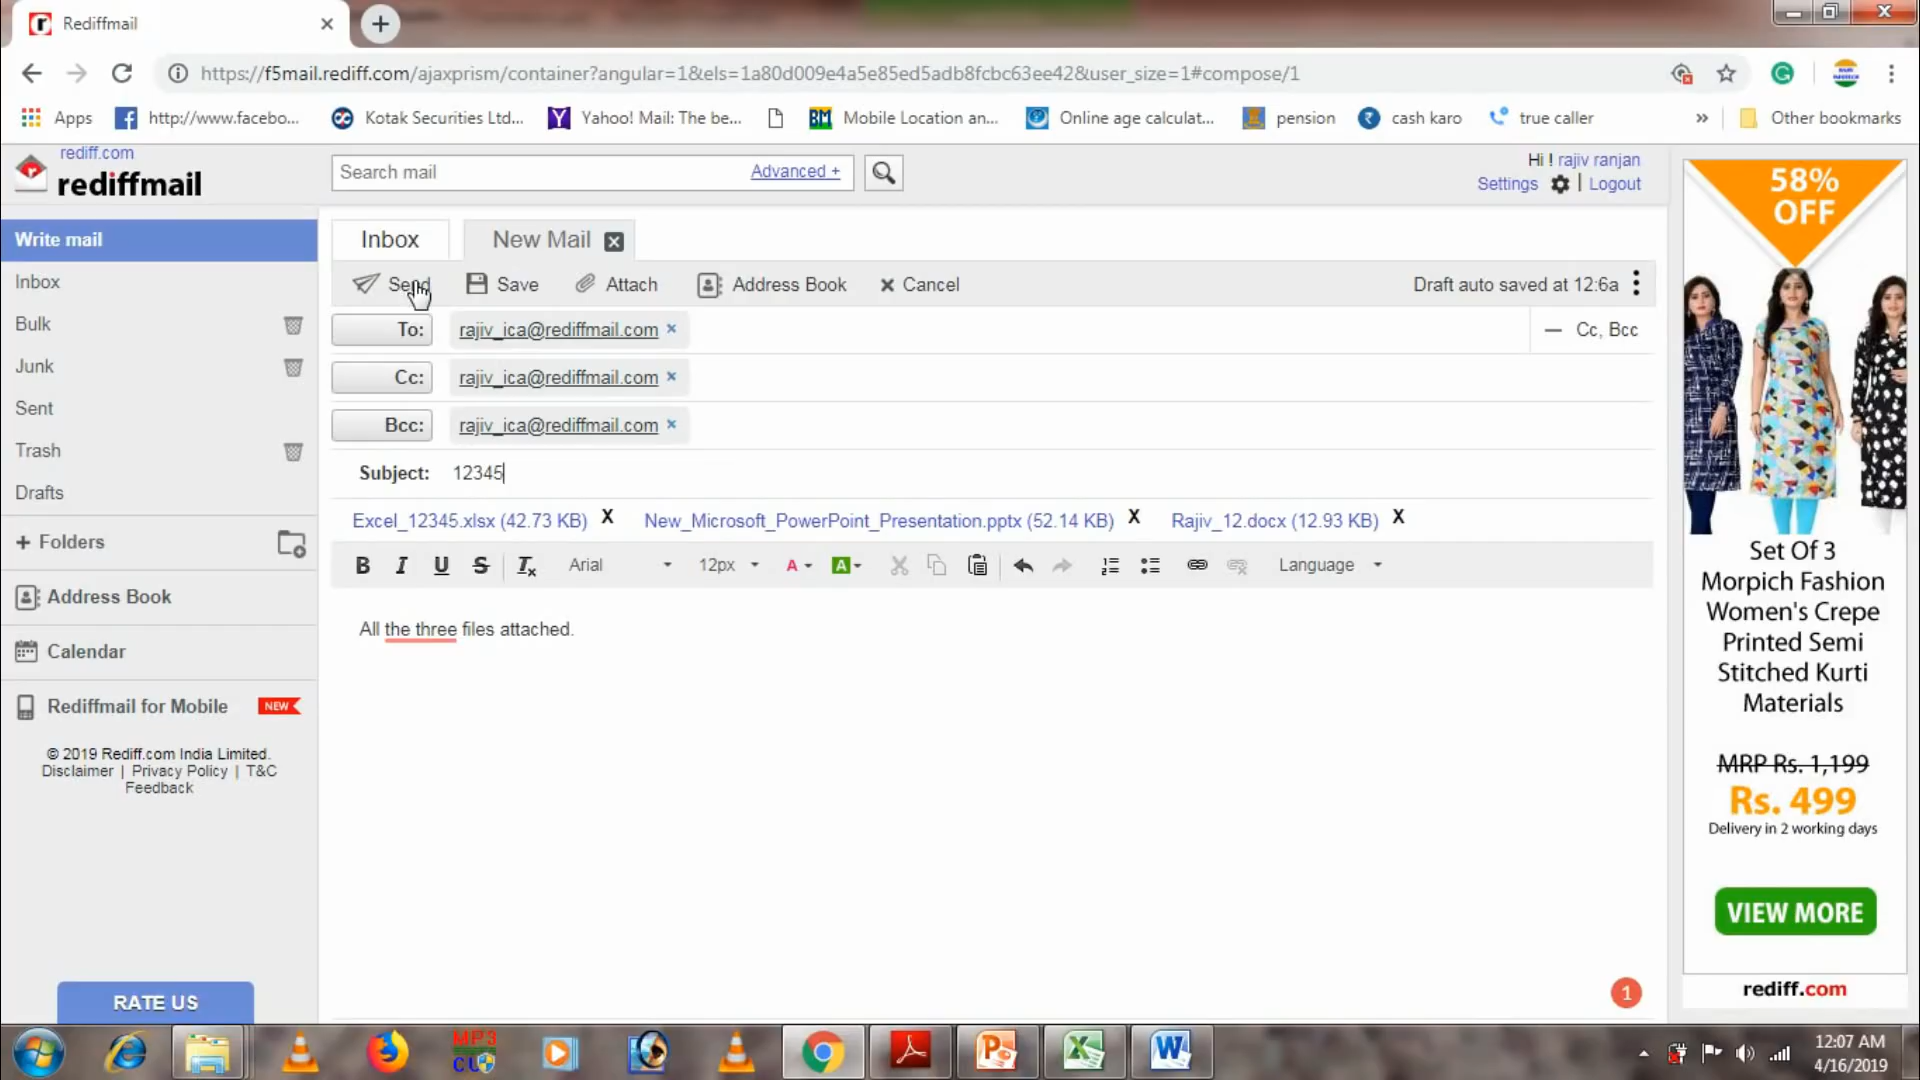 Rediffmail
https://f5mail.rediff.com/ajaxprism/container?angular=1&els=1a80d009e4a5e85ed5adb8fcbc63ee42&user_size=1#compose/1
Apps http://www.facebo... Kotak Securities Ltd... Yahoo! Mail: The be... BM Mobile Location an... Online age calculat... pension cash karo true caller » Other bookmarks
rediff.com
rediffmail
Search mail Advanced +
Hi ! rajiv ranjan
Settings | Logout
Write mail
Inbox
Bulk
Junk
Sent
Trash
Drafts
+ Folders
Address Book
Calendar
Rediffmail for Mobile NEW
© 2019 Rediff.com India Limited.
Disclaimer | Privacy Policy | T&C
Feedback
RATE US
Inbox New Mail
Send Save Attach Address Book Cancel Draft auto saved at 12:6a
To: rajiv_ica@rediffmail.com × — Cc, Bcc
Cc: rajiv_ica@rediffmail.com ×
Bcc: rajiv_ica@rediffmail.com ×
Subject: 12345
Excel_12345.xlsx (42.73 KB) X New_Microsoft_PowerPoint_Presentation.pptx (52.14 KB) X Rajiv_12.docx (12.93 KB) X
B I U S Tx Arial 12px A A Language
All the three files attached.
1
58%
OFF
Set Of 3
Morpich Fashion
Women's Crepe
Printed Semi
Stitched Kurti
Materials
MRP Rs. 1,199
Rs. 499
Delivery in 2 working days
VIEW MORE
rediff.com
MP3
CU
12:07 AM
4/16/2019